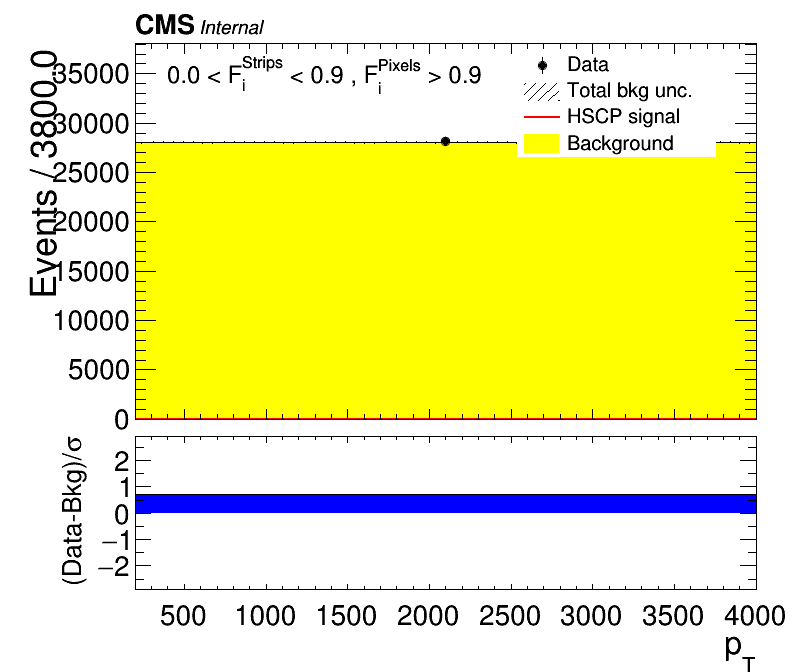 CMS Internal
0.0 < F_i^Strips < 0.9 , F_i^Pixels > 0.9
Data
Total bkg unc.
HSCP signal
Background
Events / 3800.0
35000
30000
25000
20000
15000
10000
5000
0
(Data-Bkg)/σ
2
1
0
−1
−2
500 1000 1500 2000 2500 3000 3500 4000
p_T